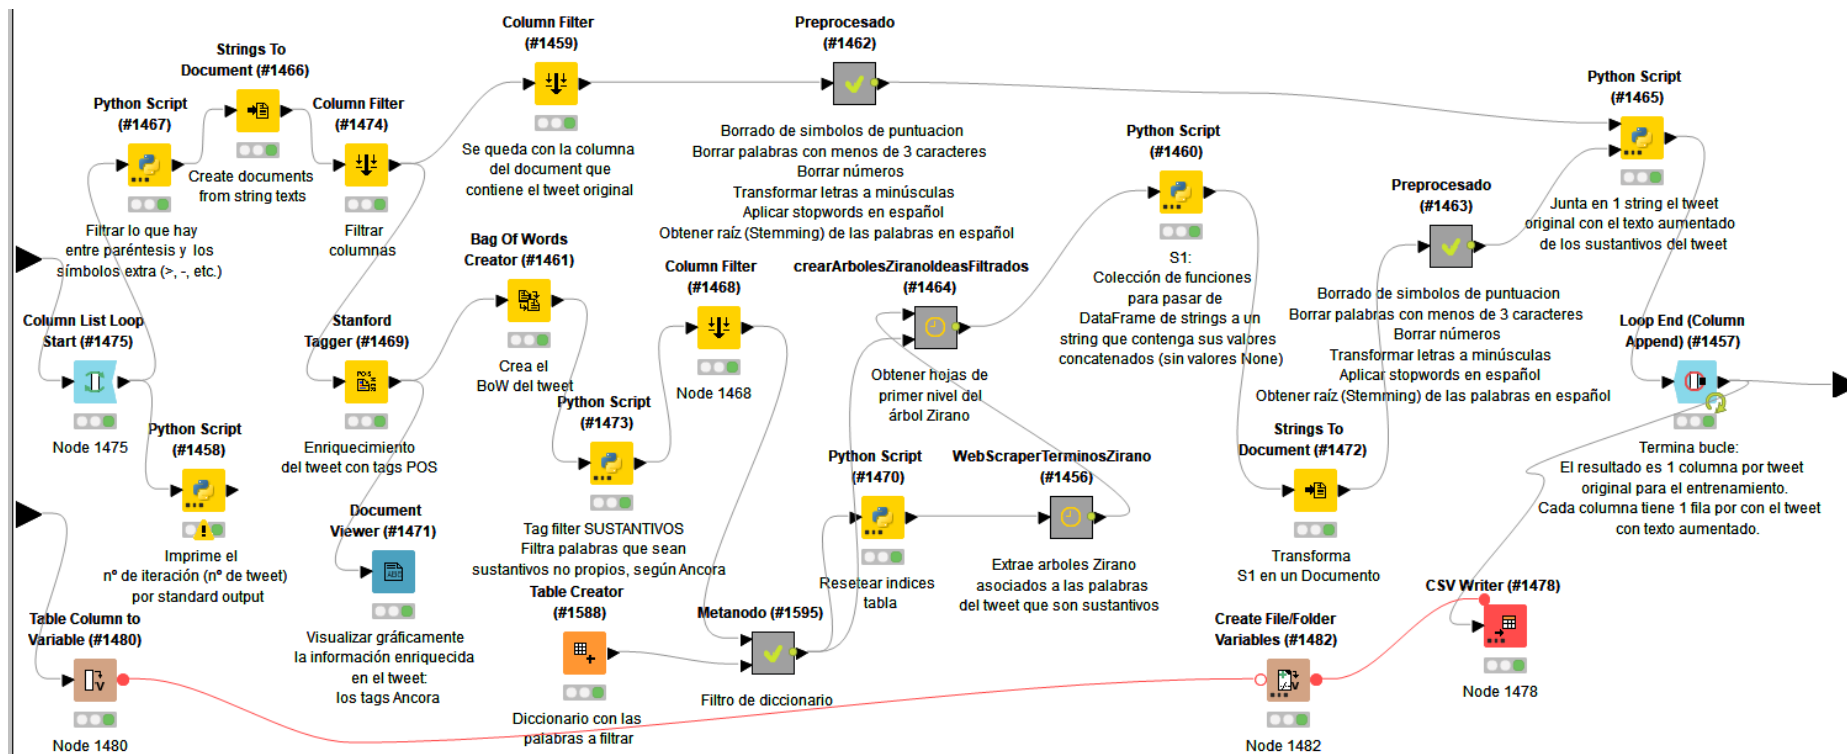 Column Filter
(#1459)
Se queda con la columna
del document que
contiene el tweet original
Preprocesado
(#1462)
Borrado de simbolos de puntuacion
Borrar palabras con menos de 3 caracteres
Borrar números
Transformar letras a minúsculas
Aplicar stopwords en español
Obtener raíz (Stemming) de las palabras en español
Strings To
Document (#1466)
Create documents
from string texts
Python Script
(#1467)
Filtrar lo que hay
entre paréntesis y los
símbolos extra (>, -, etc.)
Column Filter
(#1474)
Filtrar
columnas
Python Script
(#1465)
Junta en 1 string el tweet
original con el texto aumentado
de los sustantivos del tweet
Python Script
(#1460)
S1:
Colección de funciones
para pasar de
DataFrame de strings a un
string que contenga sus valores
concatenados (sin valores None)
Preprocesado
(#1463)
Borrado de simbolos de puntuacion
Borrar palabras con menos de 3 caracteres
Borrar números
Transformar letras a minúsculas
Aplicar stopwords en español
Obtener raíz (Stemming) de las palabras en español
Bag Of Words
Creator (#1461)
Crea el
BoW del tweet
Column Filter
(#1468)
Node 1468
crearArbolesZiranoIdeasFiltrados
(#1464)
Obtener hojas de
primer nivel del
árbol Zirano
Column List Loop
Start (#1475)
Node 1475
Stanford
Tagger (#1469)
POS
Enriquecimiento
del tweet con tags POS
Loop End (Column
Append) (#1457)
Termina bucle:
El resultado es 1 columna por tweet
original para el entrenamiento.
Cada columna tiene 1 fila por con el tweet
con texto aumentado.
Python Script
(#1458)
Imprime el
nº de iteración (nº de tweet)
por standard output
Python Script
(#1473)
Tag filter SUSTANTIVOS
Filtra palabras que sean
sustantivos no propios, según Ancora
Python Script
(#1470)
Resetear indices
tabla
WebScraperTerminosZirano
(#1456)
Extrae arboles Zirano
asociados a las palabras
del tweet que son sustantivos
Strings To
Document (#1472)
Transforma
S1 en un Documento
Document
Viewer (#1471)
ABC
Visualizar gráficamente
la información enriquecida
en el tweet:
los tags Ancora
Table Column to
Variable (#1480)
V
Node 1480
Table Creator
(#1588)
Diccionario con las
palabras a filtrar
Metanodo (#1595)
Filtro de diccionario
Create File/Folder
Variables (#1482)
V
Node 1482
CSV Writer (#1478)
Node 1478